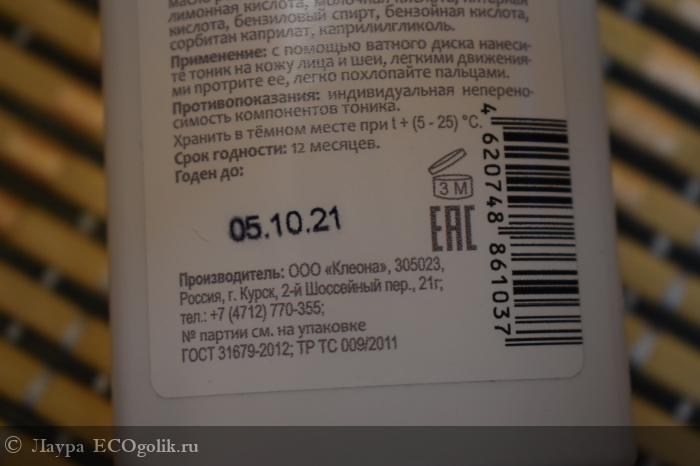 лимонная кислота, молочная кислота,
кислота, бензиловый спирт, бензойная кислота,
сорбитан каприлат, каприлилгликоль.
Применение: с помощью ватного диска нанеси-
те тоник на кожу лица и шеи, легкими движения-
ми протрите ее, легко похлопайте пальцами.
Противопоказания: индивидуальная неперено-
симость компонентов тоника.
Хранить в тёмном месте при t + (5 - 25) °C.
Срок годности: 12 месяцев.
Годен до:
05.10.21
3 М
EAC
4 620748 861037
Производитель: ООО «Клеона», 305023,
Россия, г. Курск, 2-й Шоссейный пер., 21г;
тел.: +7 (4712) 770-355;
№ партии см. на упаковке
ГОСТ 31679-2012; ТР ТС 009/2011
© Лаура ECOgolik.ru